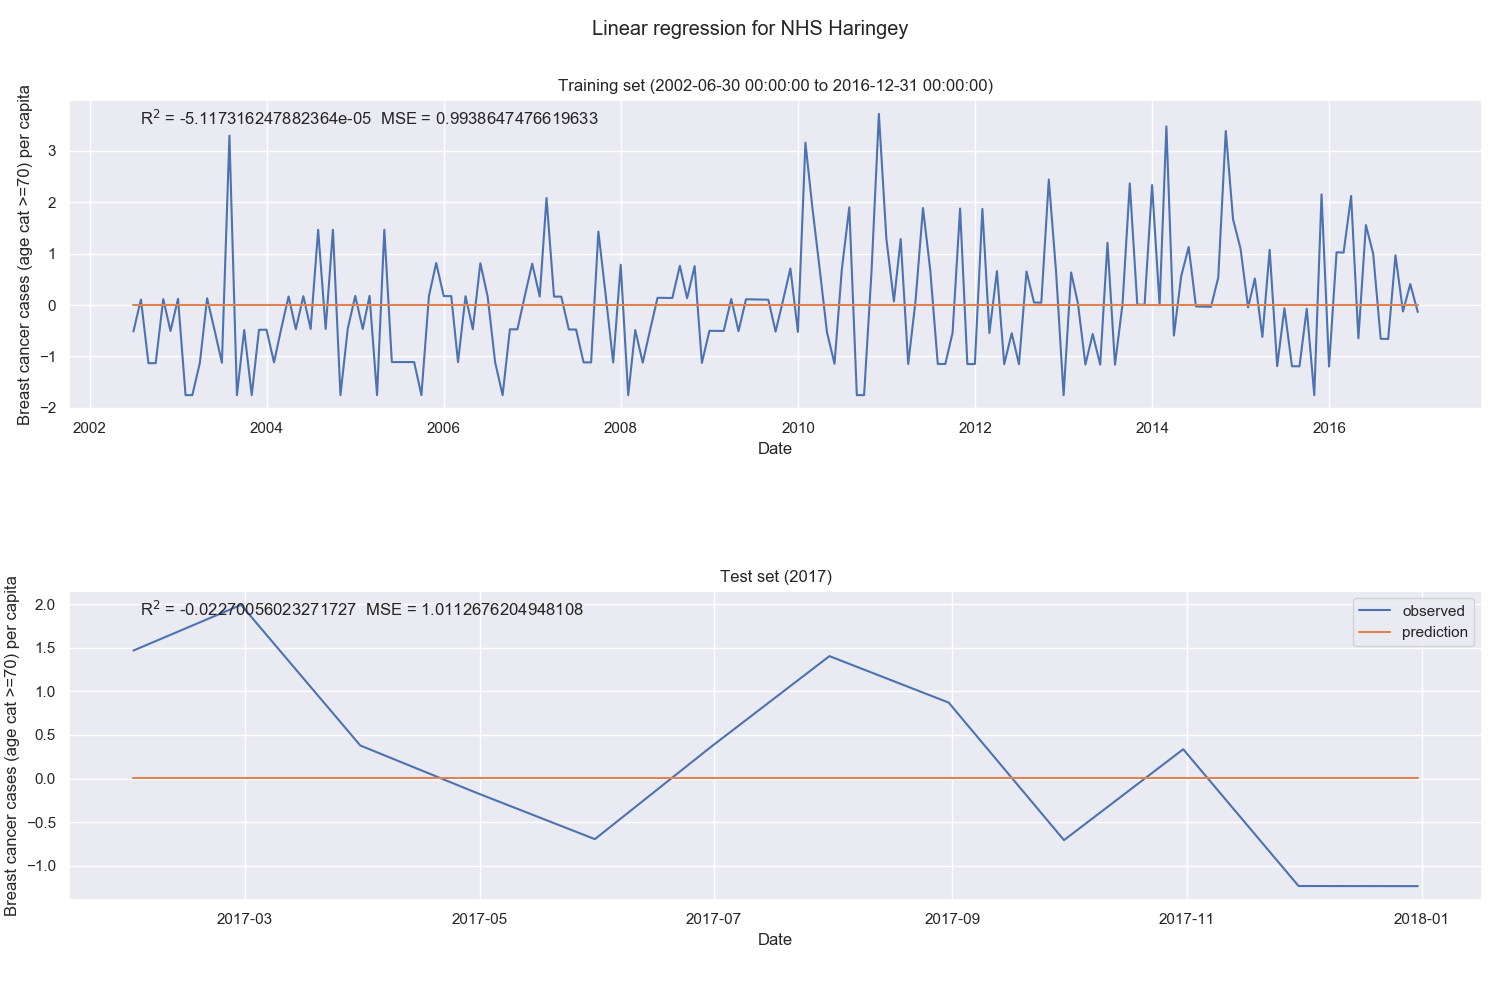 Linear regression for NHS Haringey
Training set (2002-06-30 00:00:00 to 2016-12-31 00:00:00)
R² = -5.117316247882364e-05  MSE = 0.9938647476619633
Breast cancer cases (age cat >=70) per capita
3
2
1
0
−1
−2
2002
2004
2006
2008
2010
2012
2014
2016
Date
Test set (2017)
R² = -0.02270056023271727  MSE = 1.0112676204948108
observed
prediction
Breast cancer cases (age cat >=70) per capita
2.0
1.5
1.0
0.5
0.0
−0.5
−1.0
2017-03
2017-05
2017-07
2017-09
2017-11
2018-01
Date